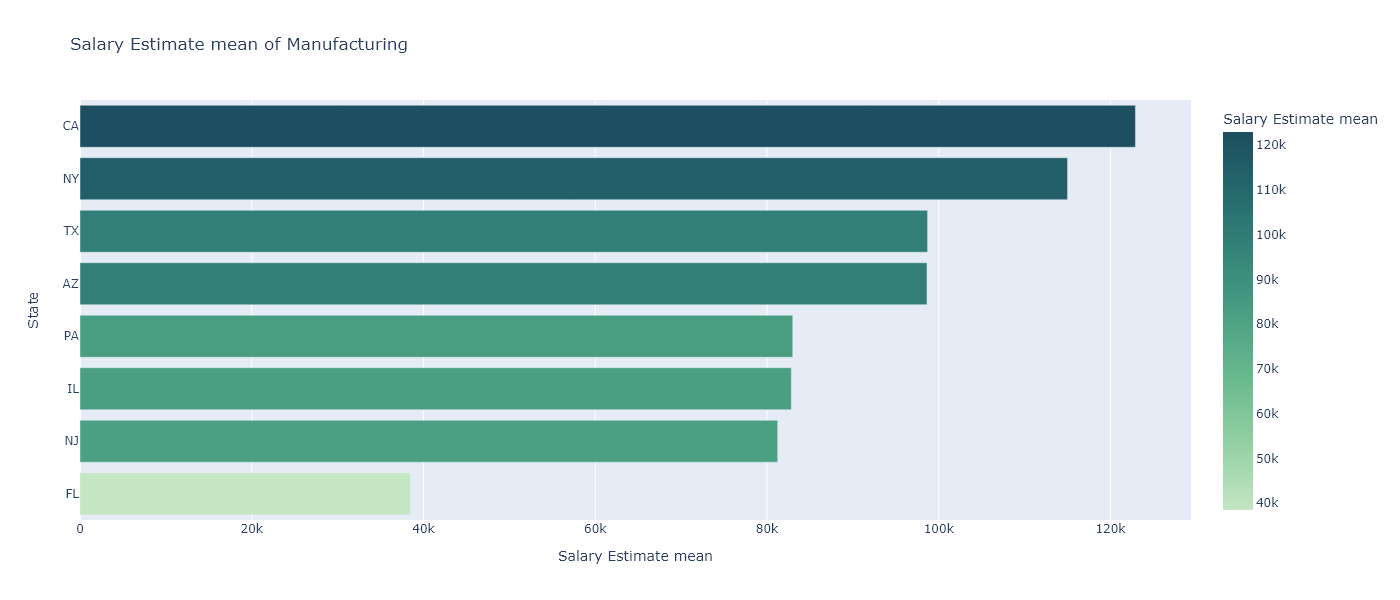 Salary Estimate mean of Manufacturing
Salary Estimate mean
CA
NY
TX
AZ
PA
IL
NJ
FL
State
0 20k 40k 60k 80k 100k 120k
Salary Estimate mean
120k
110k
100k
90k
80k
70k
60k
50k
40k